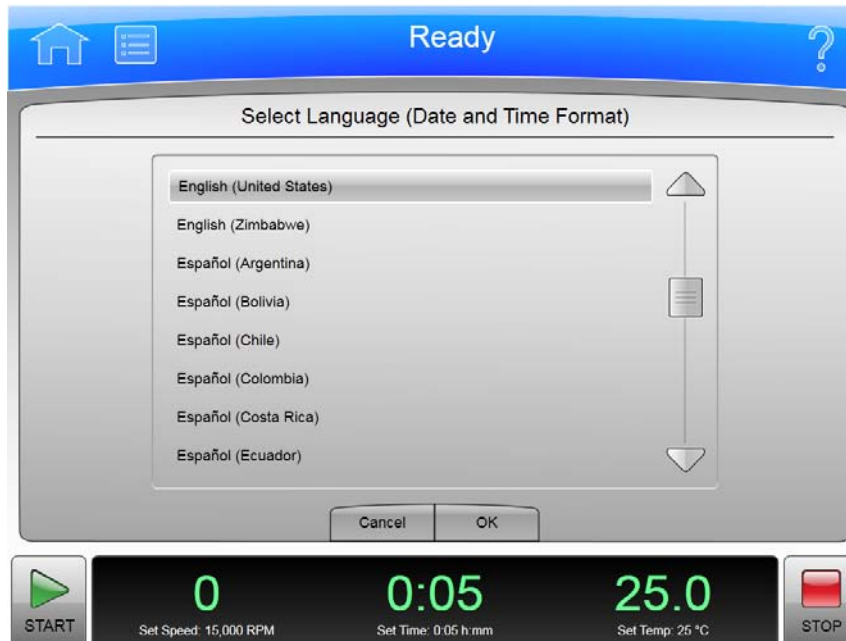 Ready
?
Select Language (Date and Time Format)
English (United States)
English (Zimbabwe)
Español (Argentina)
Español (Bolivia)
Español (Chile)
Español (Colombia)
Español (Costa Rica)
Español (Ecuador)
Cancel OK
0 0:05 25.0
START Set Speed: 15,000 RPM Set Time: 0:05 h:mm Set Temp: 25 °C STOP